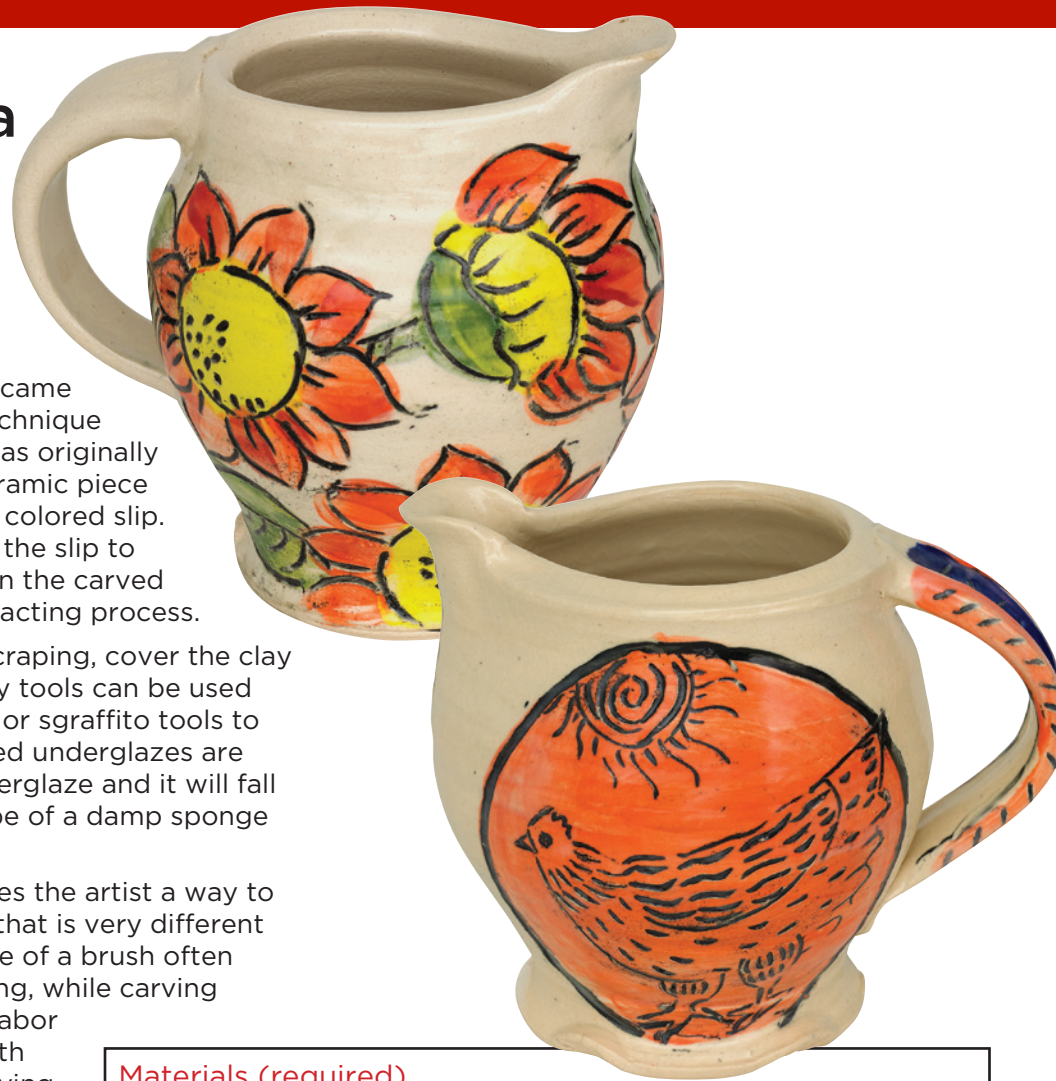 a
came
chnique
as originally
ramic piece
colored slip.
the slip to
n the carved
acting process.
craping, cover the clay
y tools can be used
or sgraffito tools to
ed underglazes are
erglaze and it will fall
be of a damp sponge
es the artist a way to
that is very different
e of a brush often
ng, while carving
abor
th
ving
Materials (required)